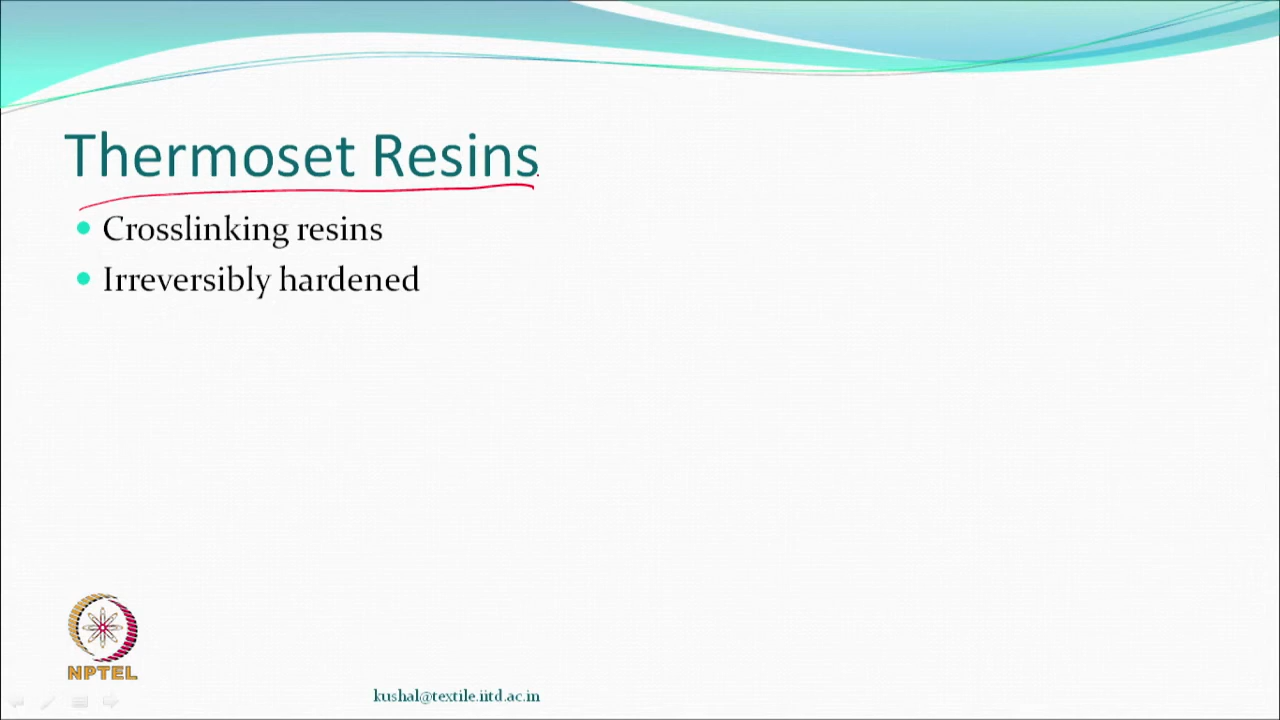 Thermoset Resins
Crosslinking resins
Irreversibly hardened
NPTEL
kushal@textile.iitd.ac.in